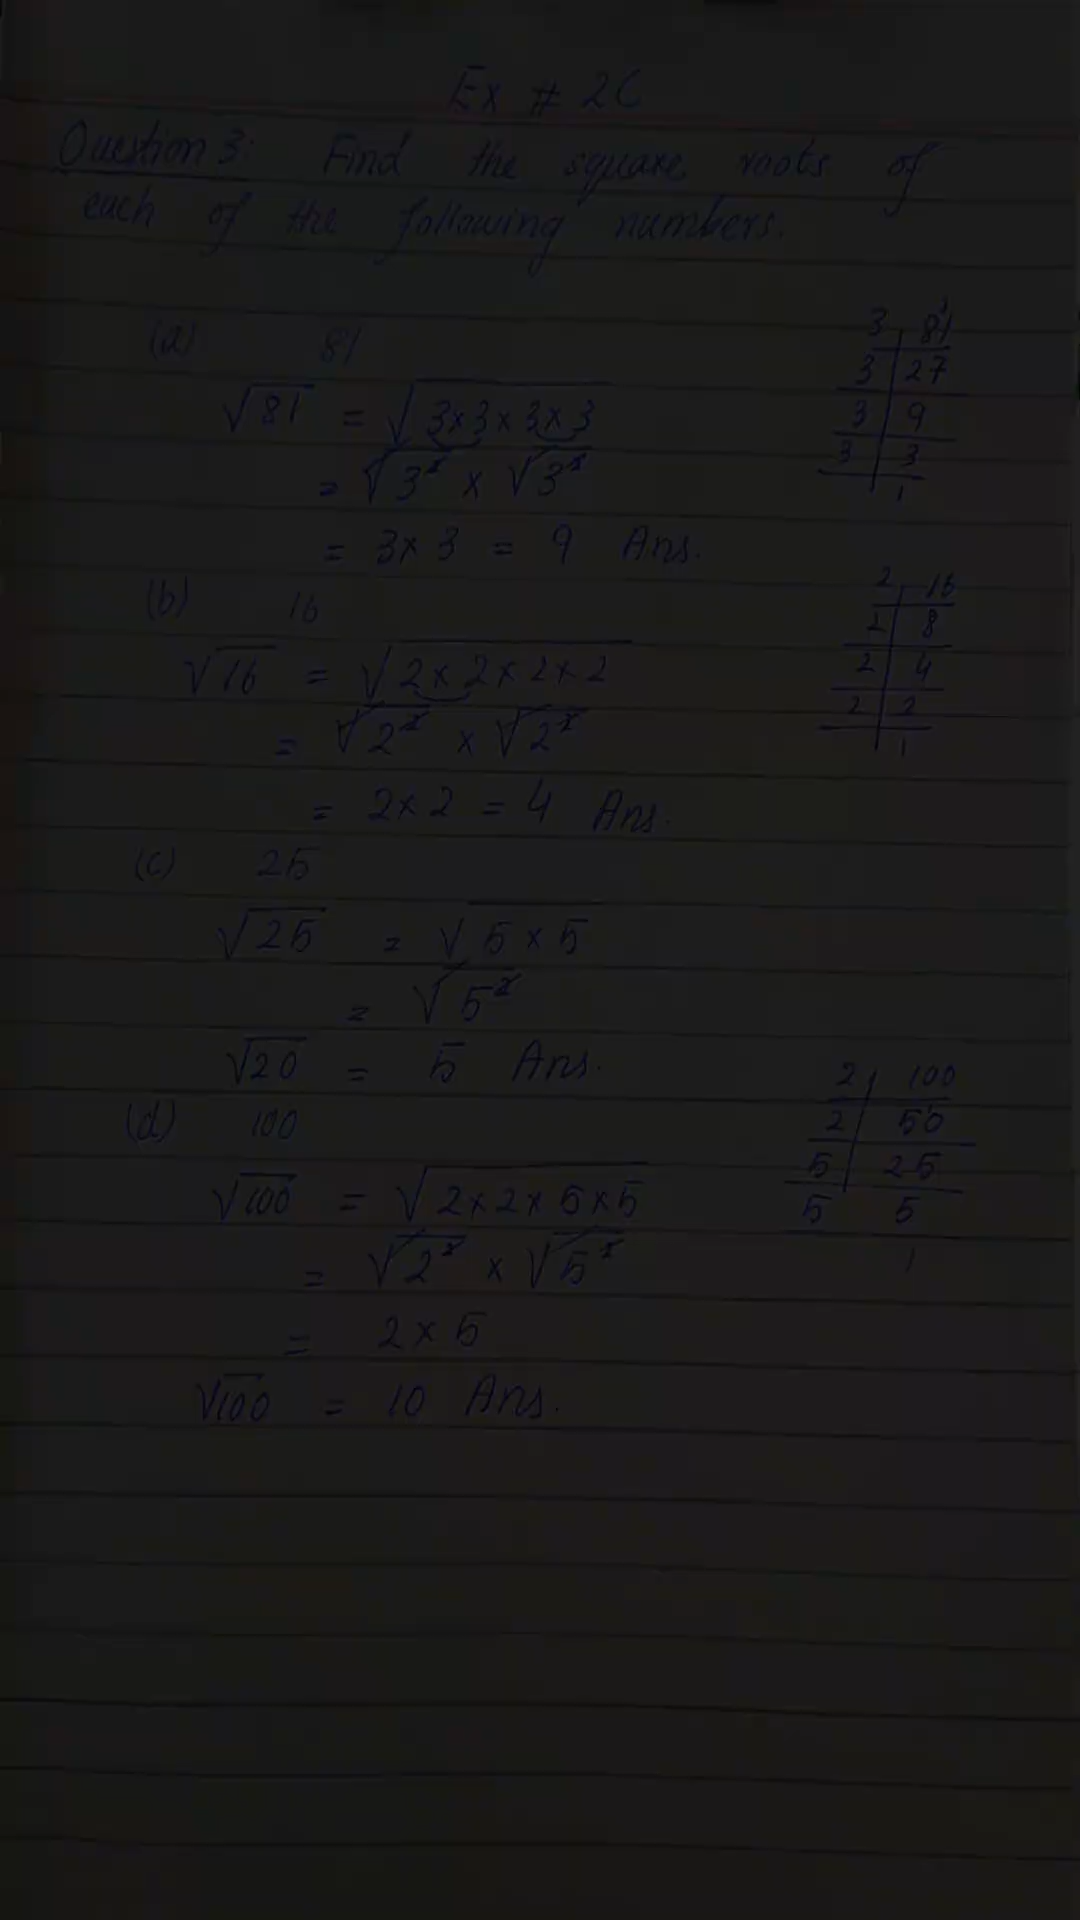 Ex # 2C
Question 3: Find the square roots of
each of the following numbers.
(a) 81
√81 = √3×3×3×3
= √3² × √3²
= 3×3 = 9 Ans.
3 | 81
3 | 27
3 | 9
3 | 3
1
(b) 16
√16 = √2×2×2×2
= √2² × √2²
= 2×2 = 4 Ans.
2 | 16
2 | 8
2 | 4
2 | 2
1
(c) 25
√25 = √5×5
= √5²
√20 = 5 Ans.
(d) 100
√100 = √2×2×5×5
= √2² × √5²
= 2×5
√100 = 10 Ans.
2 | 100
2 | 50
5 | 25
5 5
1